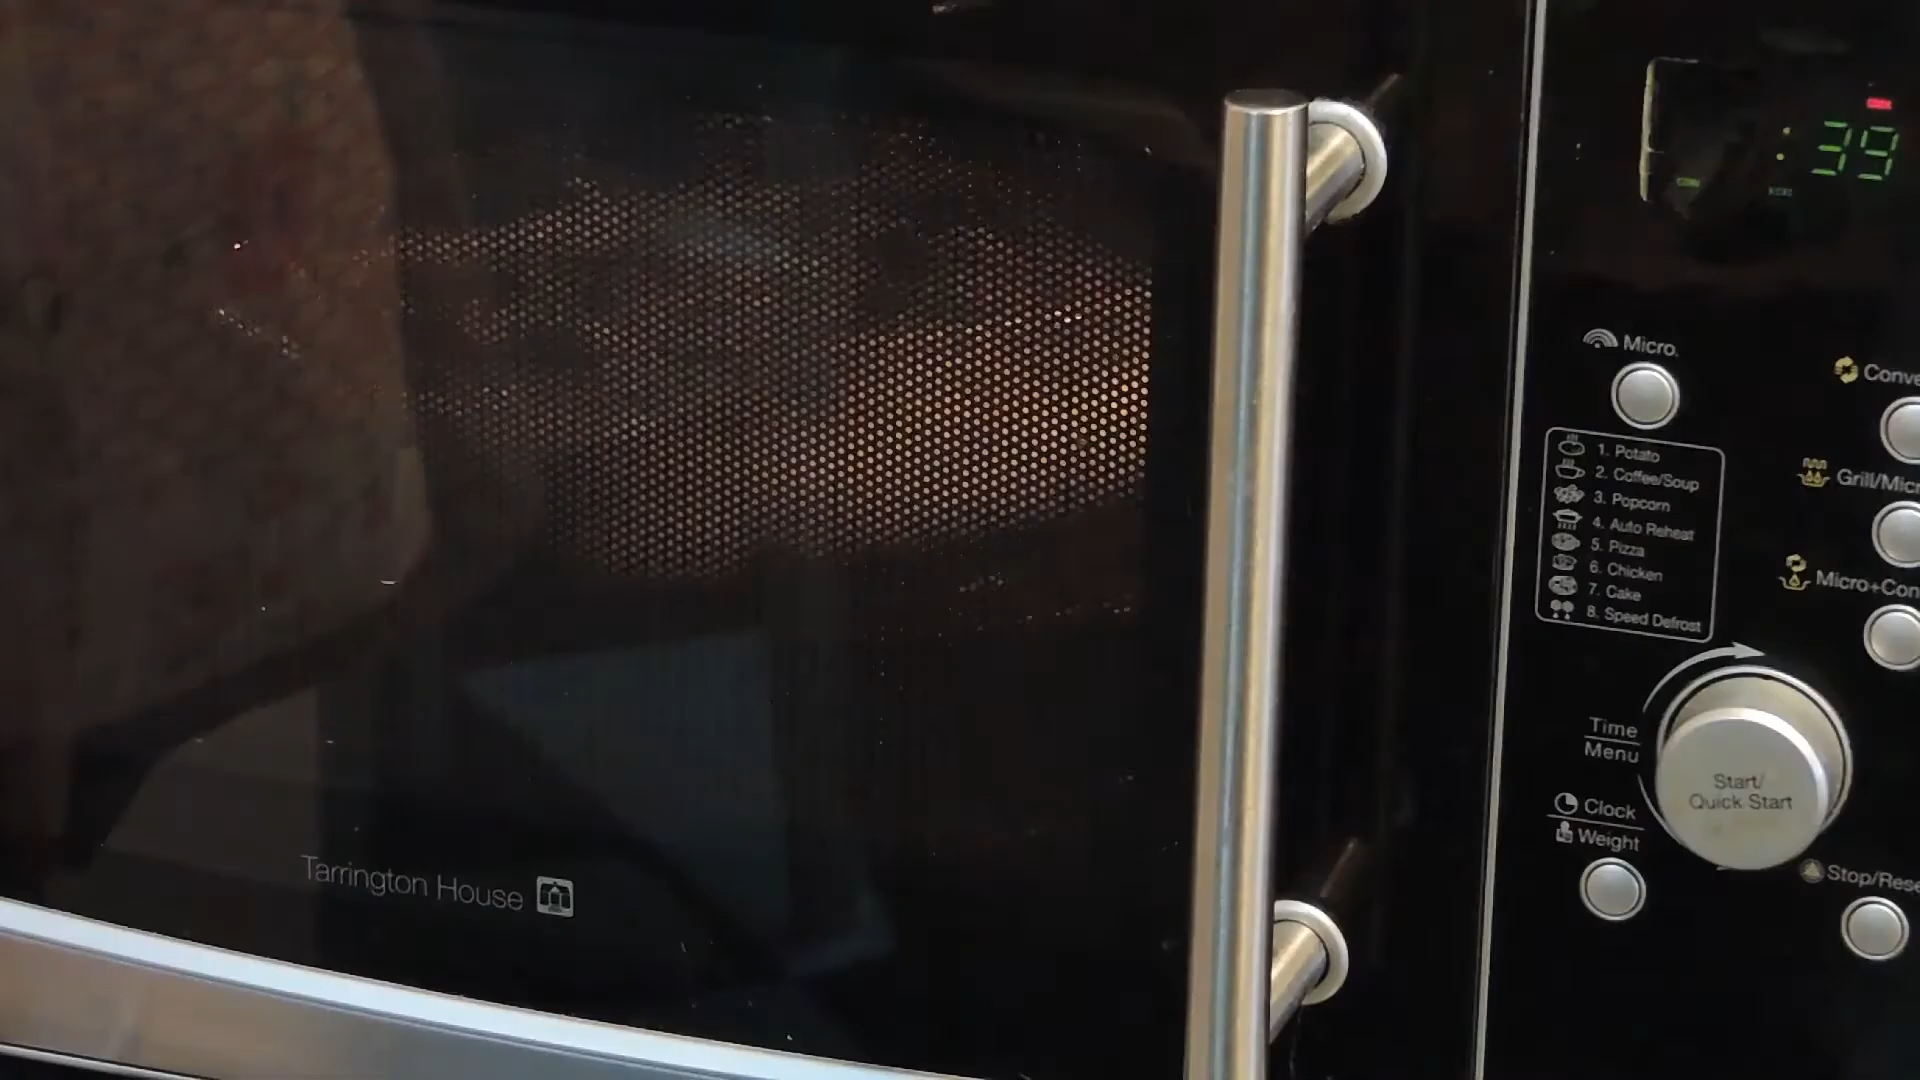 :39
Micro.
Conve
1. Potato
2. Coffee/Soup
3. Popcorn
4. Auto Reheat
5. Pizza
6. Chicken
7. Cake
8. Speed Defrost
Grill/Micr
Micro+Con
Time
Menu
Start/
Quick Start
Clock
Weight
Stop/Rese
Tarrington House